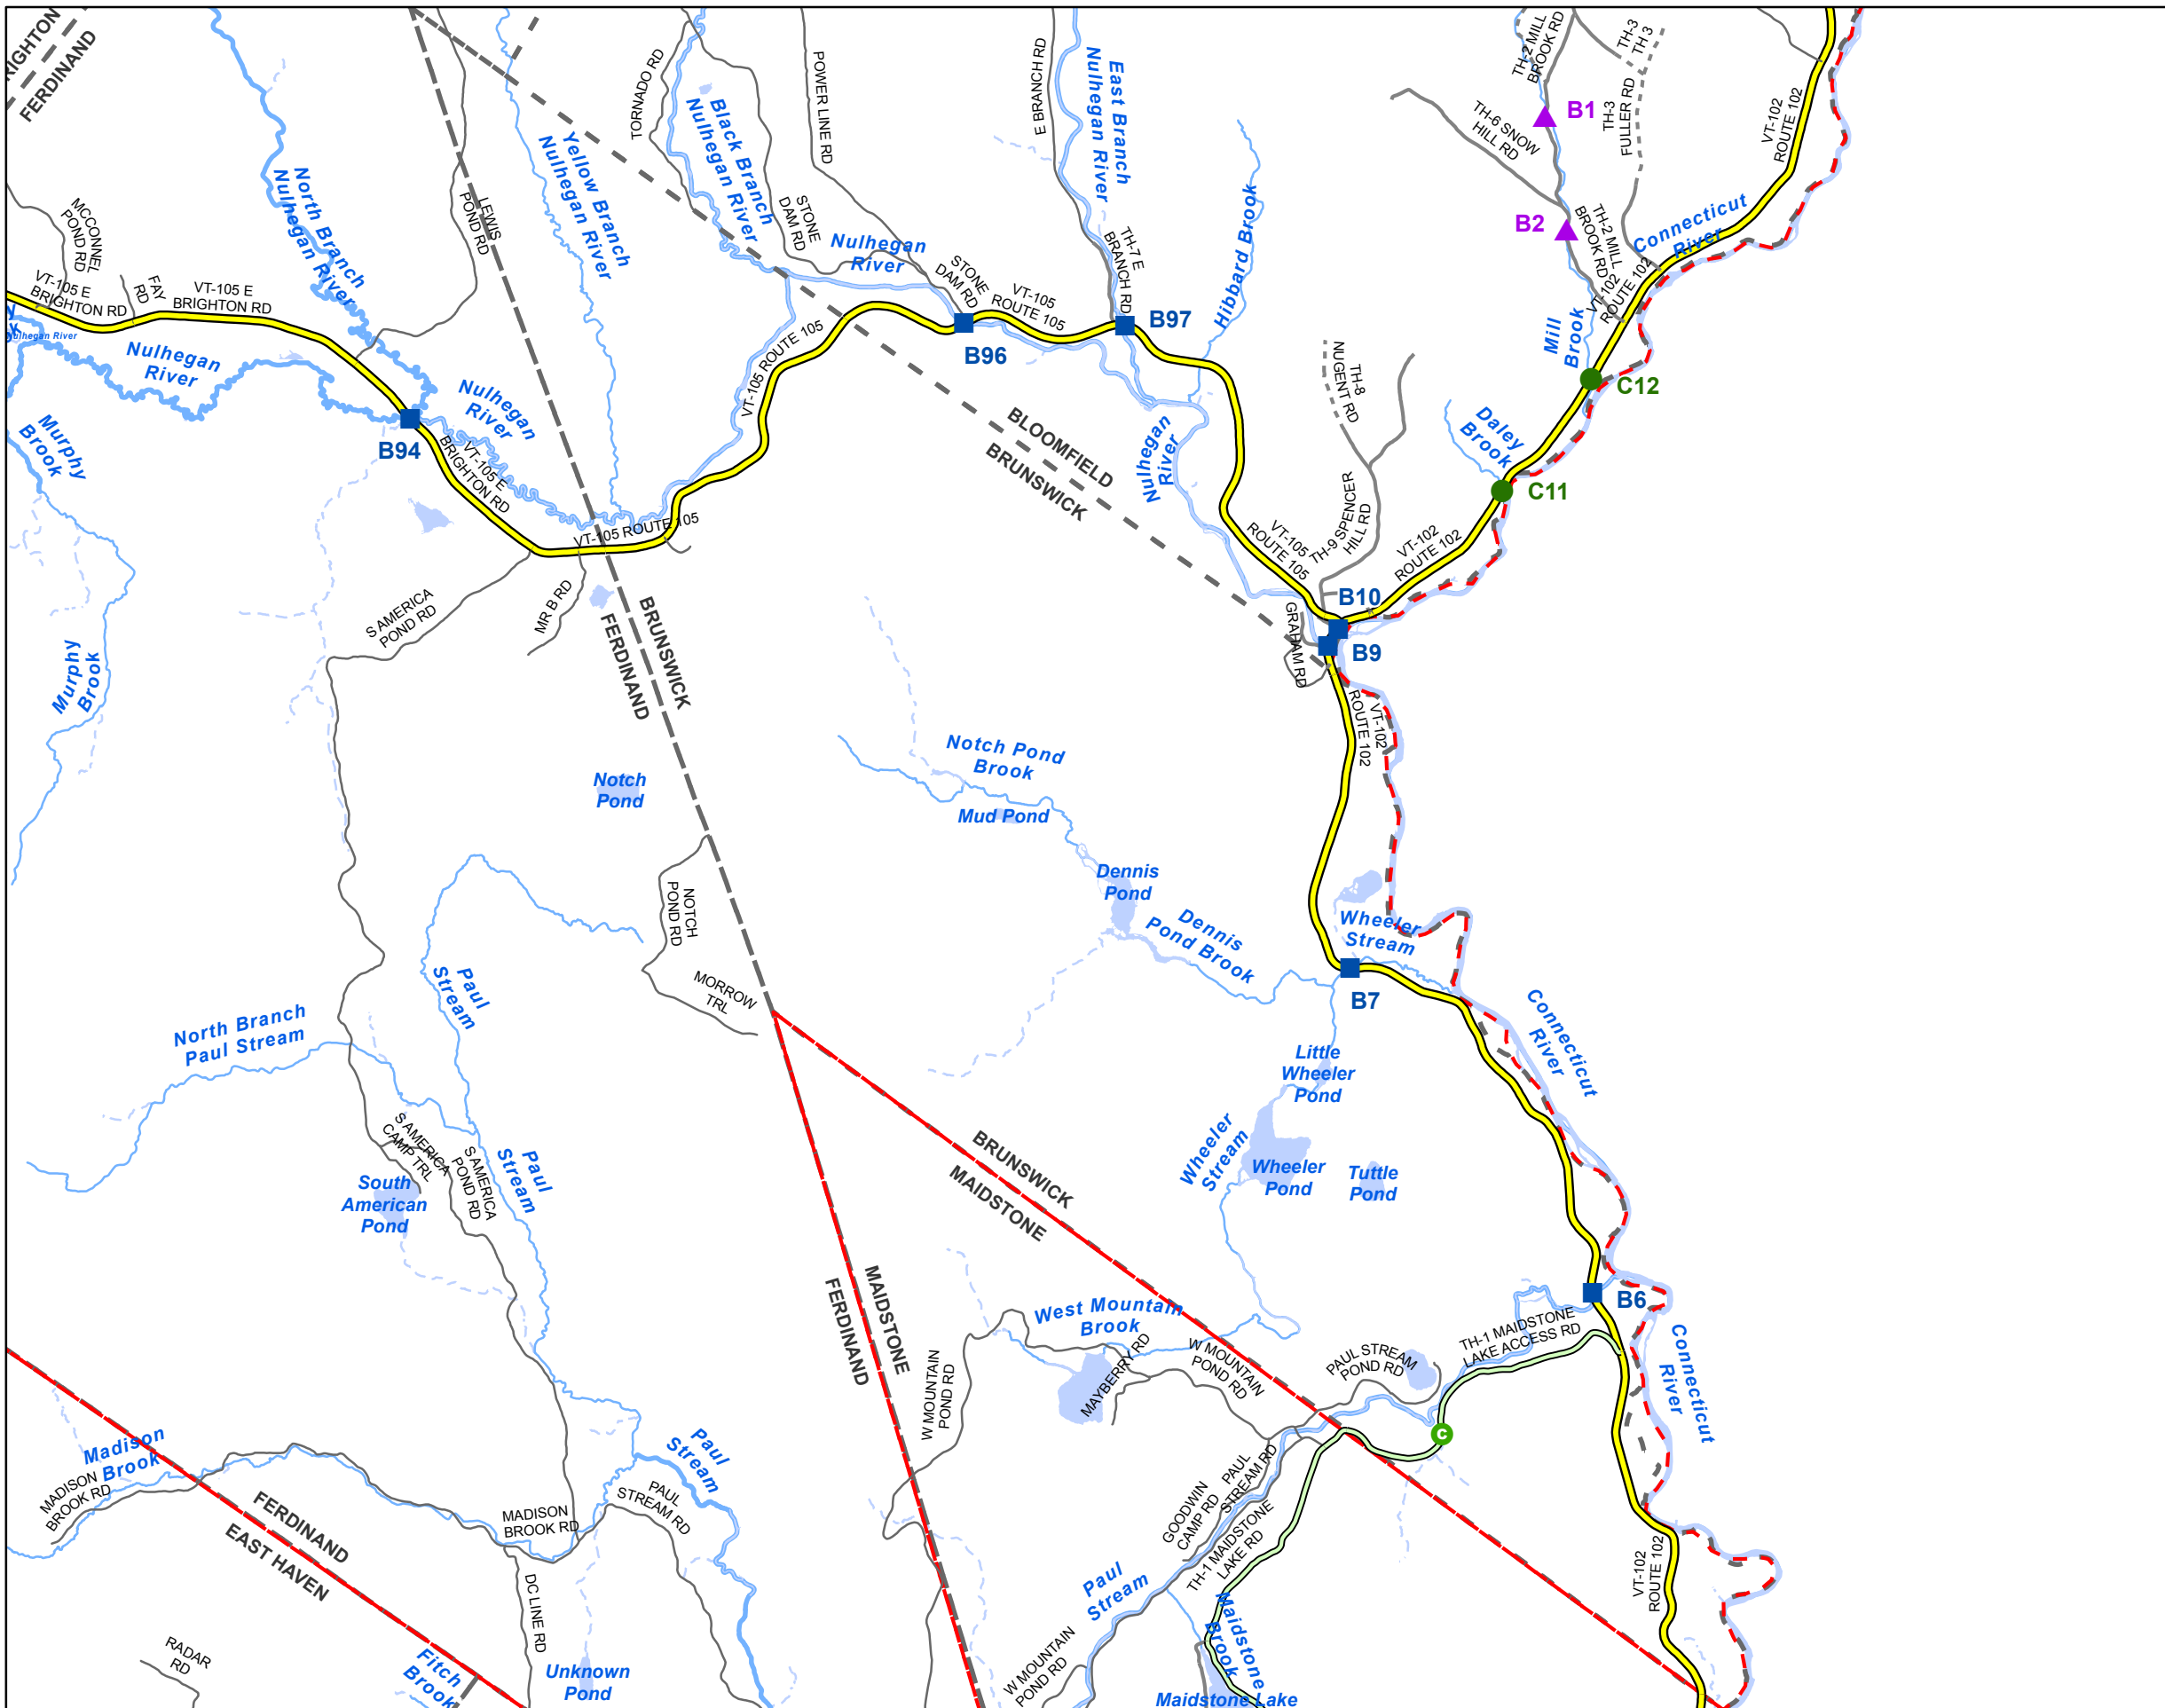 FERDINAND
MCCONNEL
POND RD
VT-105 E
BRIGHTON RD
FAY
RD
VT-105 E
BRIGHTON RD
Nulhegan River
Nulhegan
River
North Branch
Nulhegan River
LEWIS
POND RD
Yellow Branch
Nulhegan River
TORNADO RD
Black Branch
Nulhegan River
POWER LINE RD
STONE
DAM RD
Nulhegan
River
STONE
DAM RD
VT-105
ROUTE 105
E BRANCH RD
East Branch
Nulhegan River
TH-7 E
BRANCH RD
Hibbard Brook
B97
B96
TH-2 MILL
BROOK RD
TH-3
TH 3
B1
TH-6 SNOW
HILL RD
TH-3
FULLER RD
VT-102
ROUTE 102
B2
TH-2 MILL
BROOK RD
Connecticut
River
VT-102
ROUTE 102
Mill
Brook
C12
Daley
Brook
C11
TH-8
NUGENT RD
TH-9 SPENCER
HILL RD
VT-102
ROUTE 102
Murphy
Brook
B94
Nulhegan
River
VT-105 E
BRIGHTON RD
VT-105 ROUTE 105
VT-105 ROUTE 105
BLOOMFIELD
BRUNSWICK
Nulhegan
River
VT-105
ROUTE 105
B10
B9
GRAHAM RD
VT-102
ROUTE 102
S AMERICA
POND RD
MR B RD
BRUNSWICK
FERDINAND
Murphy
Brook
Notch
Pond
Notch Pond
Brook
Mud Pond
Dennis
Pond
Dennis
Pond Brook
Wheeler
Stream
B7
NOTCH
POND RD
MORROW
TRL
Paul
Stream
North Branch
Paul Stream
Connecticut
River
Little
Wheeler
Pond
Wheeler
Stream
Wheeler
Pond
Tuttle
Pond
S AMERICA
CAMP TRL
S AMERICA
POND RD
Paul
Stream
South
American
Pond
BRUNSWICK
MAIDSTONE
MAIDSTONE
FERDINAND
B6
West Mountain
Brook
MAYBERRY RD
W MOUNTAIN
POND RD
W MOUNTAIN
POND RD
PAUL STREAM
POND RD
TH-1 MAIDSTONE
LAKE ACCESS RD
Connecticut
River
C
Madison
Brook
MADISON
BROOK RD
FERDINAND
EAST HAVEN
MADISON
BROOK RD
PAUL
STREAM RD
Paul
Stream
GOODWIN
CAMP RD
PAUL
STREAM RD
TH-1 MAIDSTONE
LAKE RD
VT-102
ROUTE 102
Paul
Stream
Maidstone
Brook
DC LINE RD
RADAR
RD
Fitch
Brook
Unknown
Pond
W MOUNTAIN
POND RD
Maidstone Lake